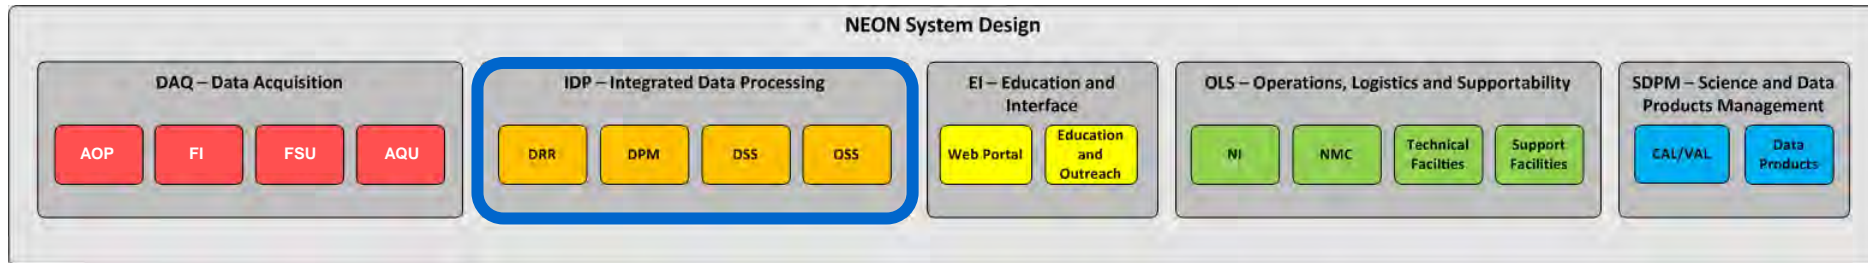 NEON System Design
DAQ – Data Acquisition
AOP
FI
FSU
AQU
IDP – Integrated Data Processing
DRR
DPM
DSS
OSS
EI – Education and
Interface
Web Portal
Education
and
Outreach
OLS – Operations, Logistics and Supportability
NI
NMC
Technical
Facilties
Support
Facilities
SDPM – Science and Data
Products Management
CAL/VAL
Data
Products